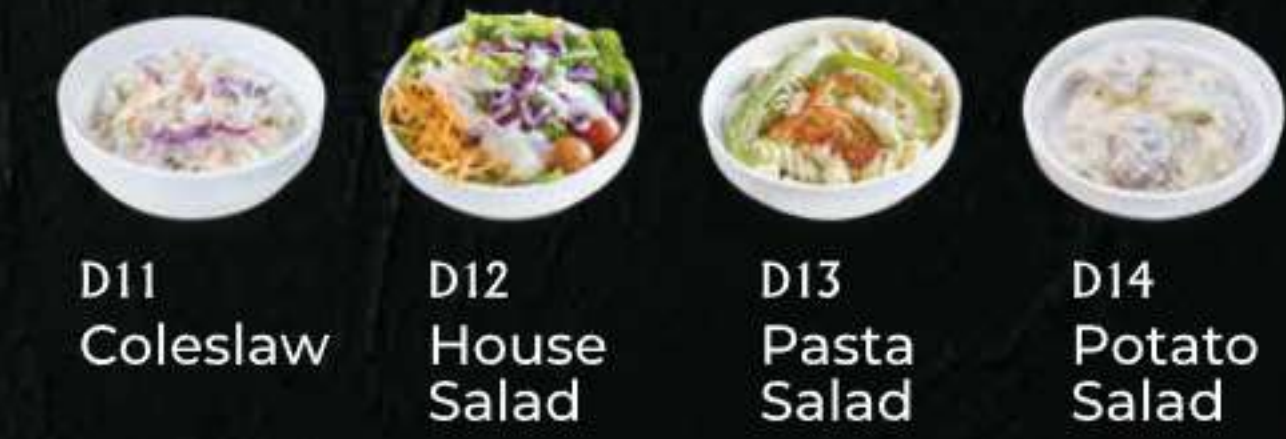 D11
Coleslaw
D12
House
Salad
D13
Pasta
Salad
D14
Potato
Salad